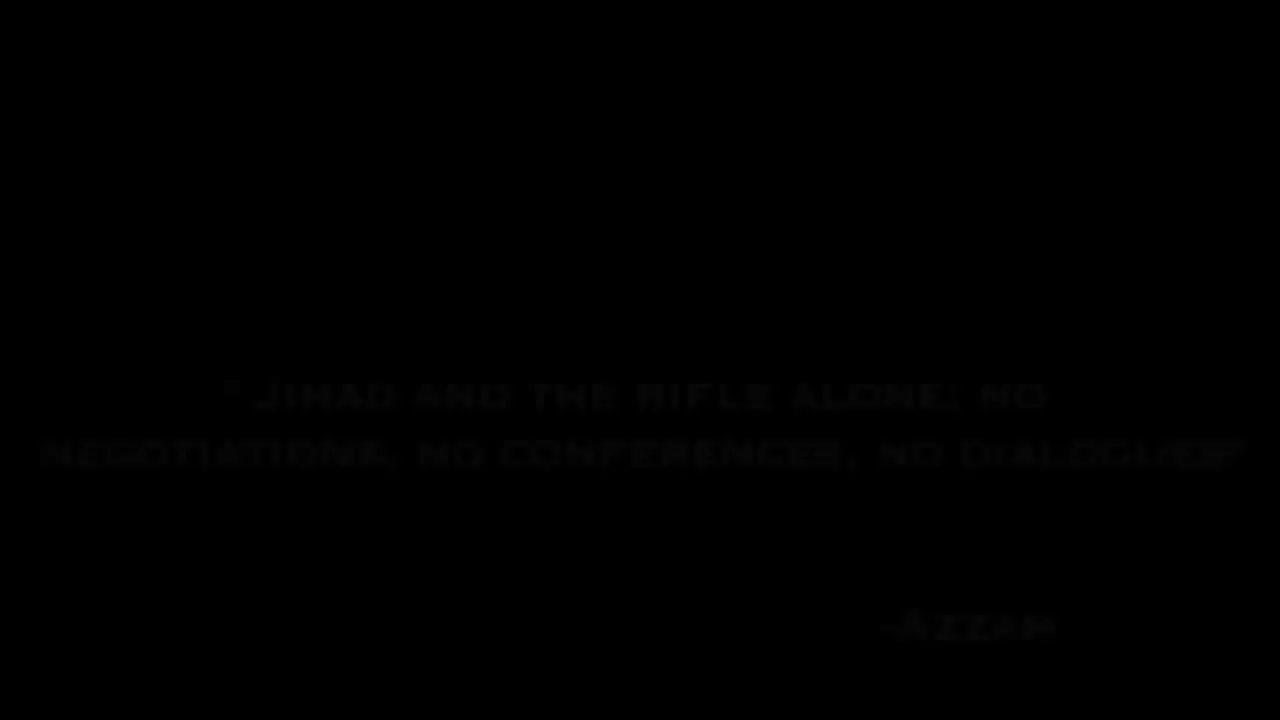 "JIHAD AND THE RIFLE ALONE: NO
NEGOTIATIONS, NO CONFERENCES, NO DIALOGUES"
-AZZAM